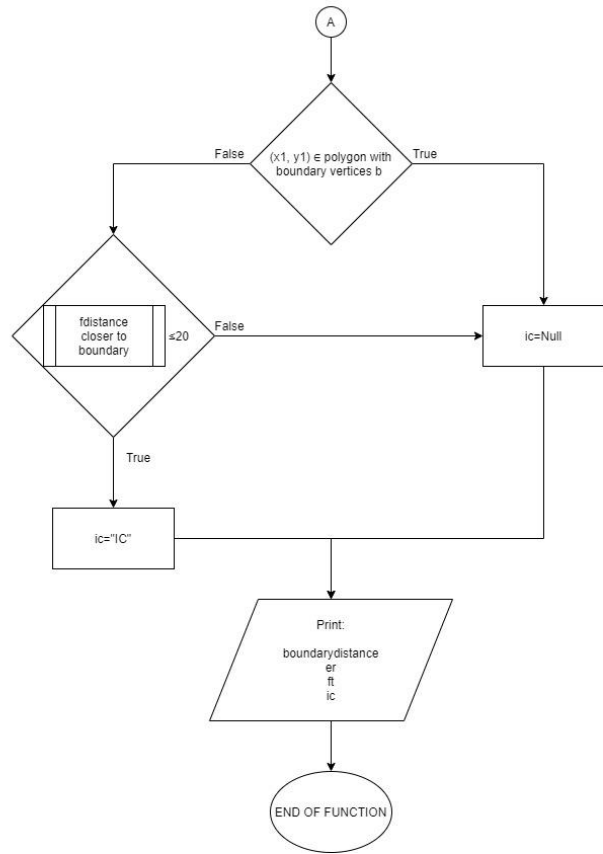 A
(x1, y1) ∈ polygon with
boundary vertices b
False
True
fdistance
closer to
boundary
≤20
False
ic=Null
True
ic="IC"
Print:
boundarydistance
er
ft
ic
END OF FUNCTION